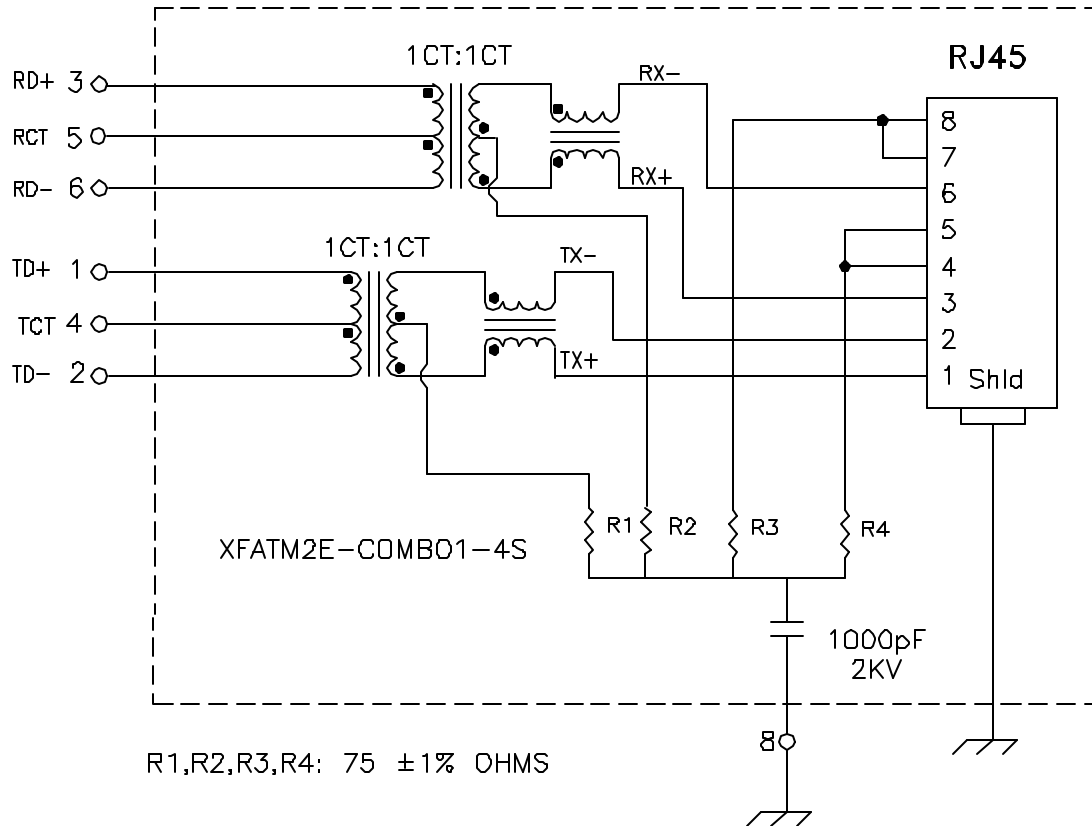 1CT:1CT
RJ45
RD+ 3
RX-
8
RCT 5
7
RD- 6
RX+
6
5
1CT:1CT
TX-
TD+ 1
4
3
TCT 4
2
TX+
TD- 2
1 Shld
R1
R2
R3
R4
XFATM2E-COMBO1-4S
1000pF
2KV
8
R1,R2,R3,R4: 75 ±1% OHMS